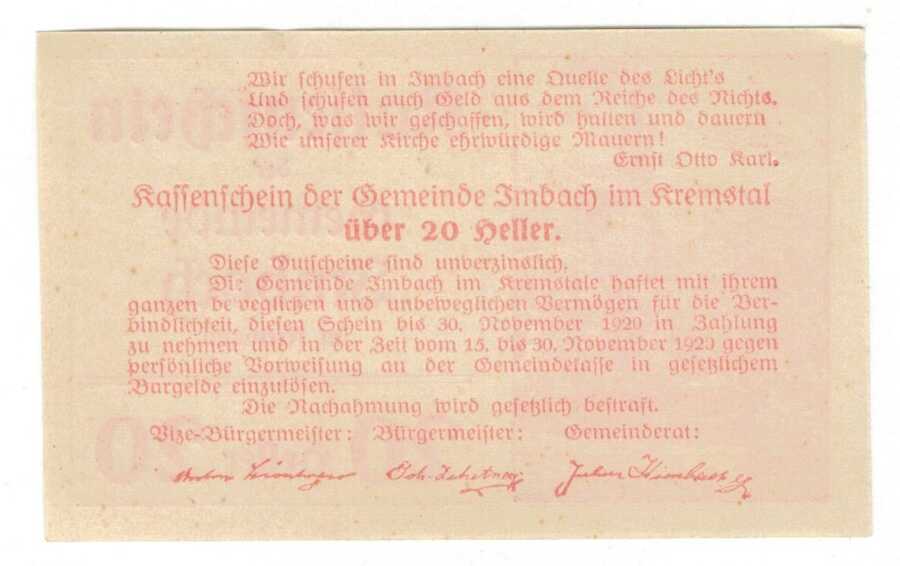 „Wir schufen in Imbach eine Quelle des Licht's
Und schufen auch Geld aus dem Reiche des Nichts.
Doch, was wir geschaffen, wird halten und dauern
Wie unserer Kirche ehrwürdige Mauern!
Ernst Otto Karl.
Kassenschein der Gemeinde Imbach im Kremstal
über 20 Heller.
Diese Gutscheine sind unverzinslich.
Die Gemeinde Imbach im Kremstale haftet mit ihrem
ganzen beweglichen und unbeweglichen Vermögen für die Ver-
bindlichkeit, diesen Schein bis 30. November 1920 in Zahlung
zu nehmen und in der Zeit vom 15. bis 30. November 1920 gegen
persönliche Vorweisung an der Gemeindekasse in gesetzlichem
Bargelde einzulösen.
Die Nachahmung wird gesetzlich bestraft.
Vize-Bürgermeister: Bürgermeister: Gemeinderat: